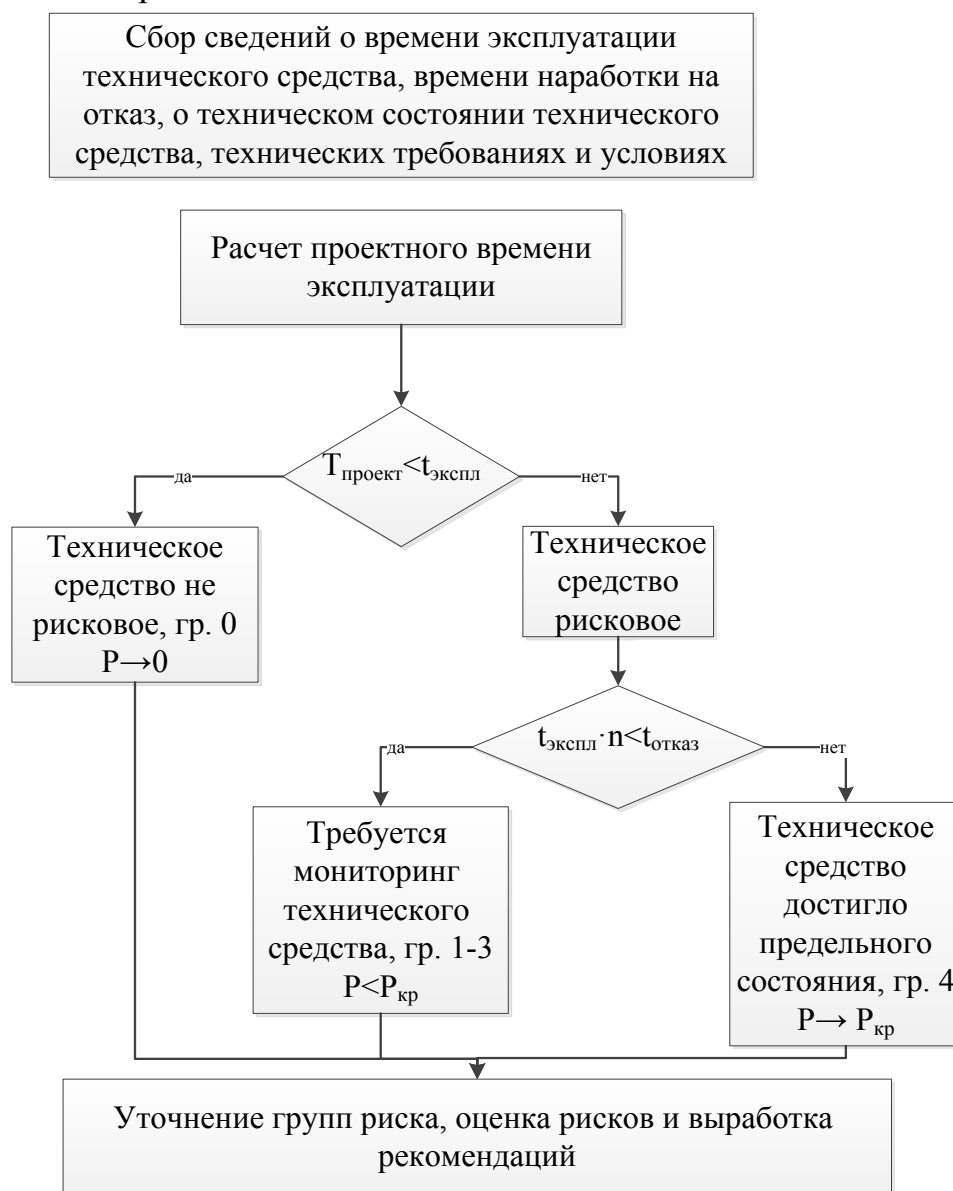 Сбор сведений о времени эксплуатации
технического средства, времени наработки на
отказ, о техническом состоянии технического
средства, технических требованиях и условиях
Расчет проектного времени
эксплуатации
Tпроект<tэкспл
да
нет
Техническое
средство не
рисковое, гр. 0
P→0
Техническое
средство
рисковое
tэкспл·n<tотказ
да
нет
Требуется
мониторинг
технического
средства, гр. 1-3
P<Pкр
Техническое
средство
достигло
предельного
состояния, гр. 4
P→ Pкр
Уточнение групп риска, оценка рисков и выработка
рекомендаций